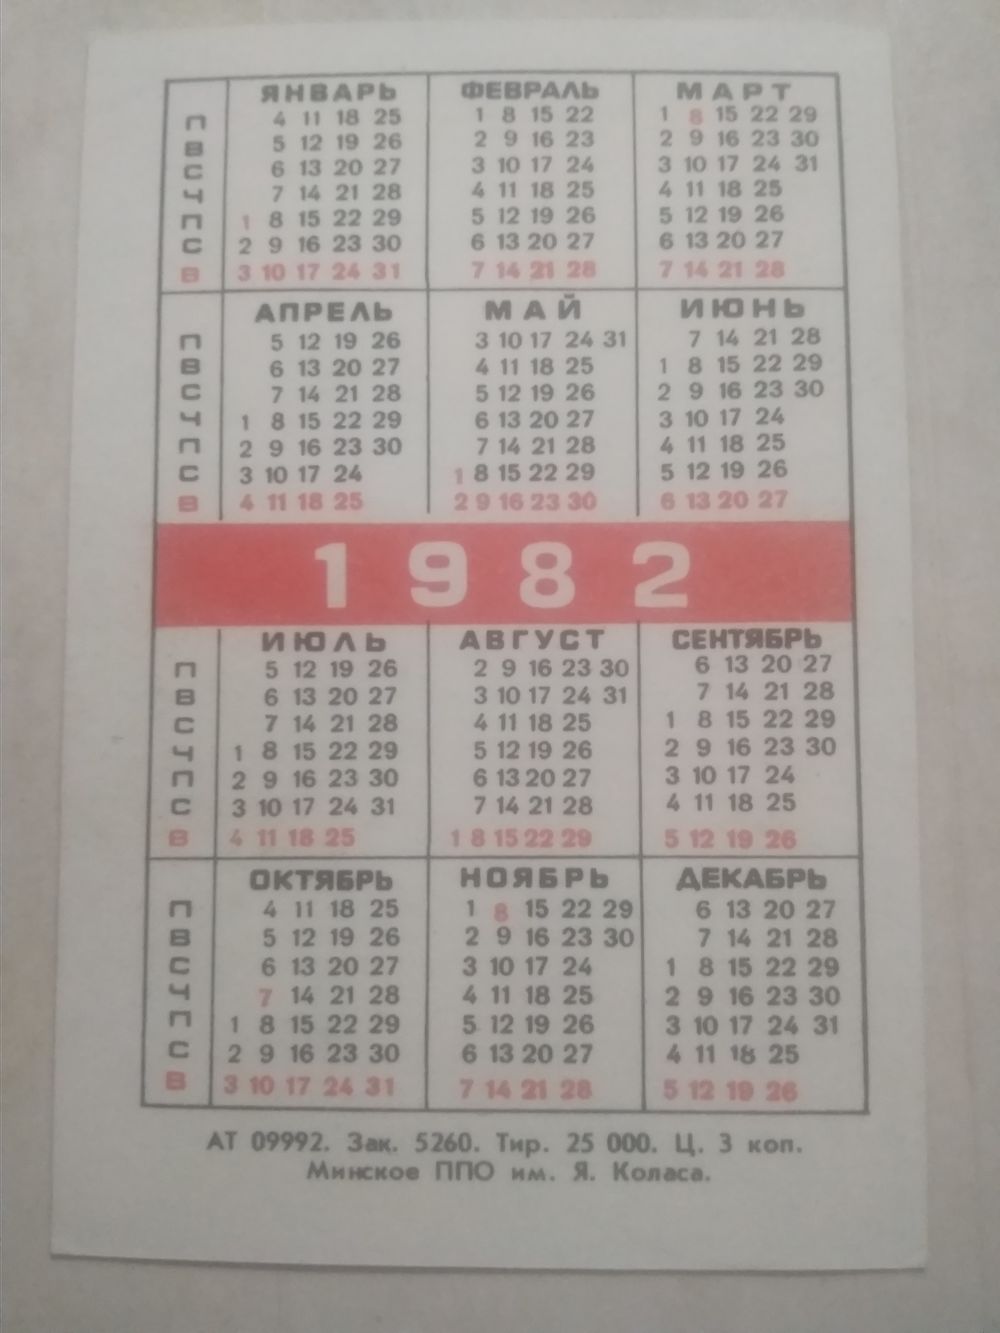 ЯНВАРЬ ФЕВРАЛЬ МАРТ
П 4 11 18 25 1 8 15 22 1 8 15 22 29
В 5 12 19 26 2 9 16 23 2 9 16 23 30
С 6 13 20 27 3 10 17 24 3 10 17 24 31
Ч 7 14 21 28 4 11 18 25 4 11 18 25
П 1 8 15 22 29 5 12 19 26 5 12 19 26
С 2 9 16 23 30 6 13 20 27 6 13 20 27
В 3 10 17 24 31 7 14 21 28 7 14 21 28
АПРЕЛЬ МАЙ ИЮНЬ
П 5 12 19 26 3 10 17 24 31 7 14 21 28
В 6 13 20 27 4 11 18 25 1 8 15 22 29
С 7 14 21 28 5 12 19 26 2 9 16 23 30
Ч 1 8 15 22 29 6 13 20 27 3 10 17 24
П 2 9 16 23 30 7 14 21 28 4 11 18 25
С 3 10 17 24 1 8 15 22 29 5 12 19 26
В 4 11 18 25 2 9 16 23 30 6 13 20 27
1982
ИЮЛЬ АВГУСТ СЕНТЯБРЬ
П 5 12 19 26 2 9 16 23 30 6 13 20 27
В 6 13 20 27 3 10 17 24 31 7 14 21 28
С 7 14 21 28 4 11 18 25 1 8 15 22 29
Ч 1 8 15 22 29 5 12 19 26 2 9 16 23 30
П 2 9 16 23 30 6 13 20 27 3 10 17 24
С 3 10 17 24 31 7 14 21 28 4 11 18 25
В 4 11 18 25 1 8 15 22 29 5 12 19 26
ОКТЯБРЬ НОЯБРЬ ДЕКАБРЬ
П 4 11 18 25 1 8 15 22 29 6 13 20 27
В 5 12 19 26 2 9 16 23 30 7 14 21 28
С 6 13 20 27 3 10 17 24 1 8 15 22 29
Ч 7 14 21 28 4 11 18 25 2 9 16 23 30
П 1 8 15 22 29 5 12 19 26 3 10 17 24 31
С 2 9 16 23 30 6 13 20 27 4 11 18 25
В 3 10 17 24 31 7 14 21 28 5 12 19 26
АТ 09992. Зак. 5260. Тир. 25 000. Ц. 3 коп.
Минское ППО им. Я. Коласа.